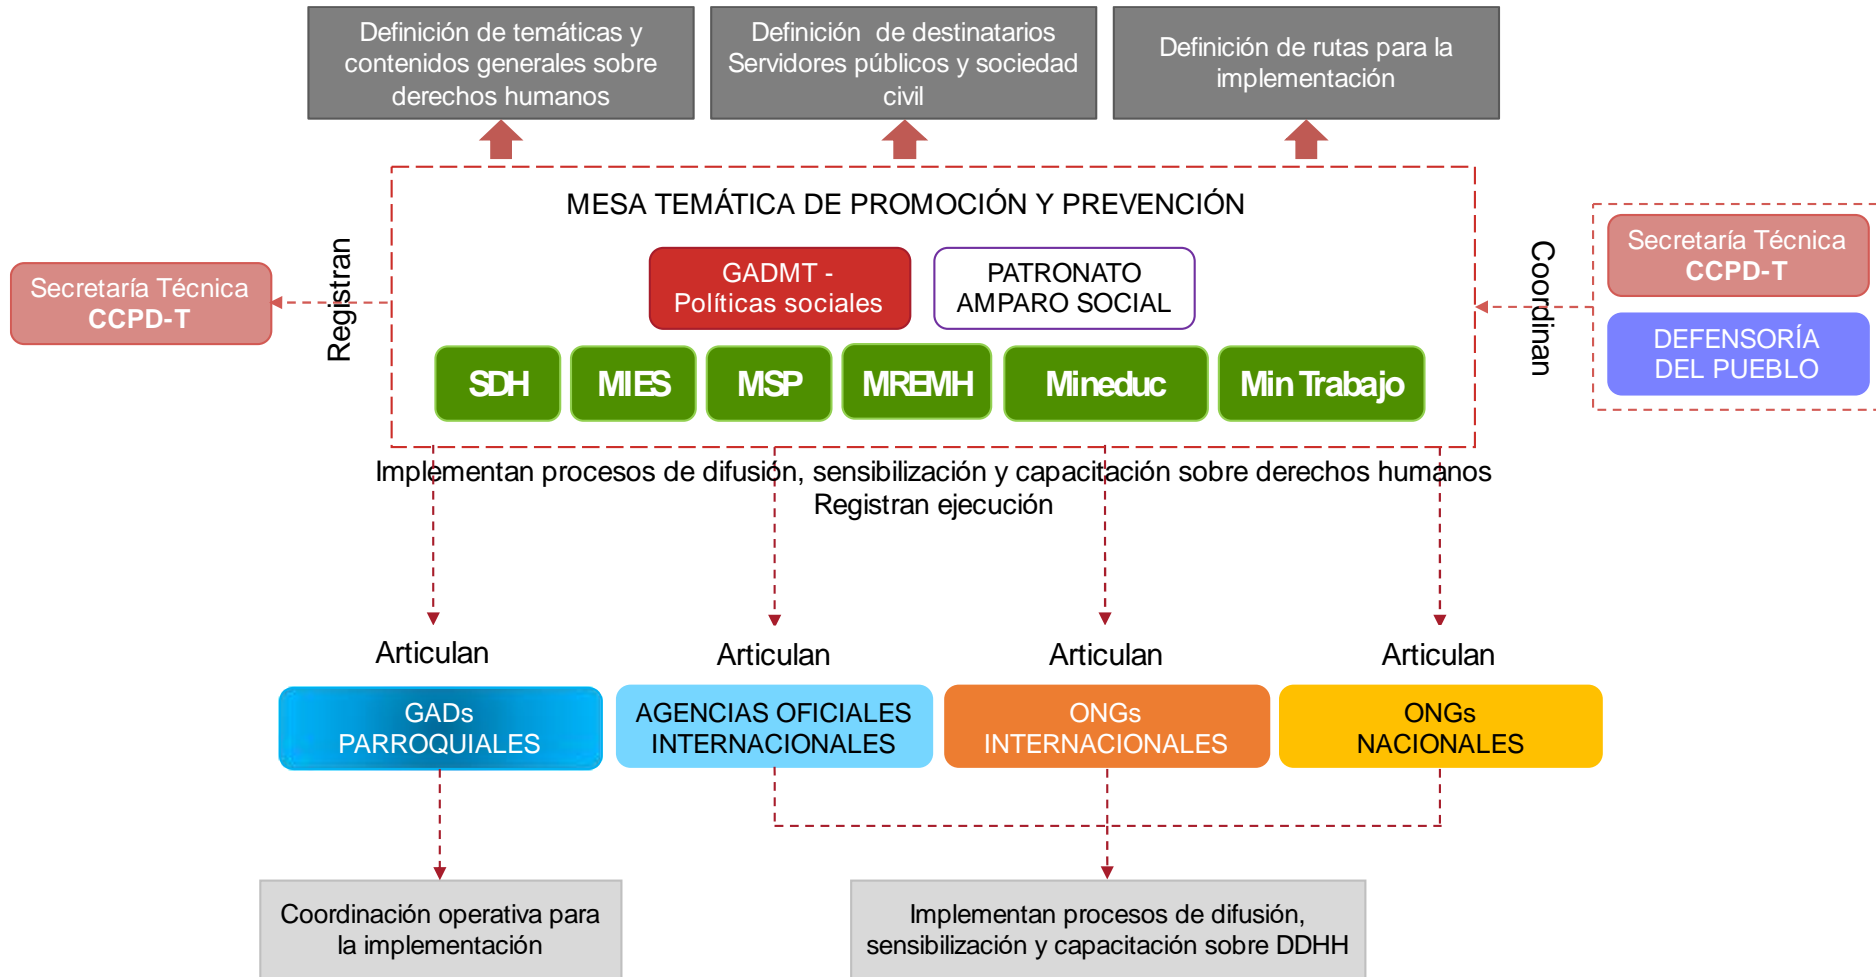 Definición de temáticas y
contenidos generales sobre
derechos humanos
Definición de destinatarios
Servidores públicos y sociedad
civil
Definición de rutas para la
implementación
MESA TEMÁTICA DE PROMOCIÓN Y PREVENCIÓN
GADMT -
Políticas sociales
PATRONATO
AMPARO SOCIAL
SDH
MIES
MSP
MREMH
Mineduc
Min Trabajo
Secretaría Técnica
CCPD-T
Registran
Coordinan
Secretaría Técnica
CCPD-T
DEFENSORÍA
DEL PUEBLO
Implementan procesos de difusión, sensibilización y capacitación sobre derechos humanos
Registran ejecución
Articulan
Articulan
Articulan
Articulan
GADs
PARROQUIALES
AGENCIAS OFICIALES
INTERNACIONALES
ONGs
INTERNACIONALES
ONGs
NACIONALES
Coordinación operativa para
la implementación
Implementan procesos de difusión,
sensibilización y capacitación sobre DDHH